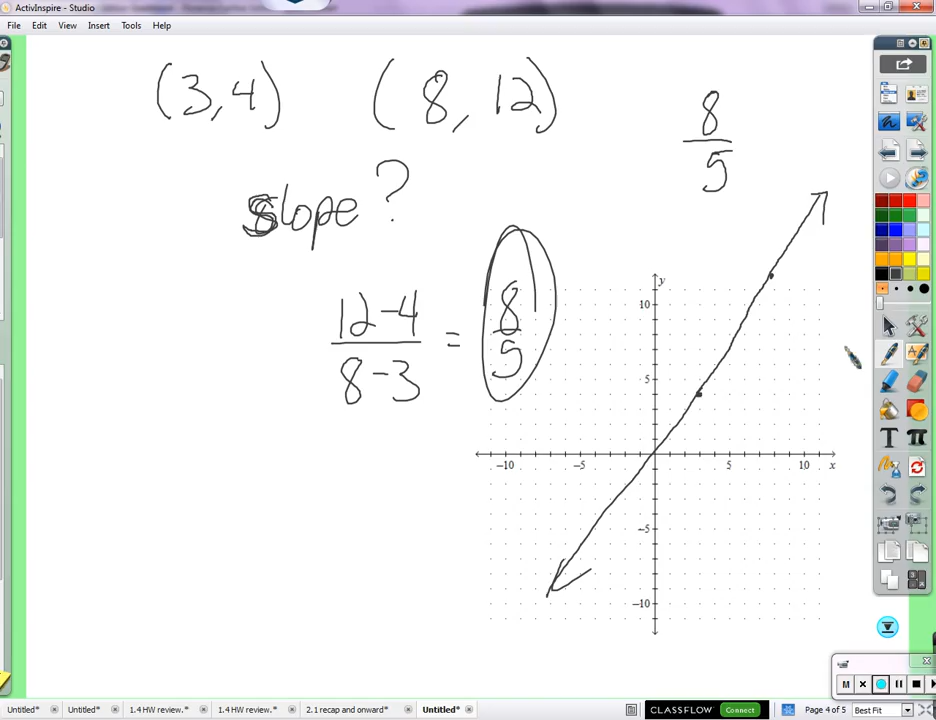 ActivInspire - Studio
File Edit View Insert Tools Help
(3,4) (8,12)
8
5
slope?
12-4
8-3
=
8
5
y
10
5
-10 -5 5 10 x
-5
-10
T π
M
Untitled* Untitled* 1.4 HW review.* 1.4 HW review.* 2.1 recap and onward* Untitled* CLASSFLOW Connect Page 4 of 5 Best Fit